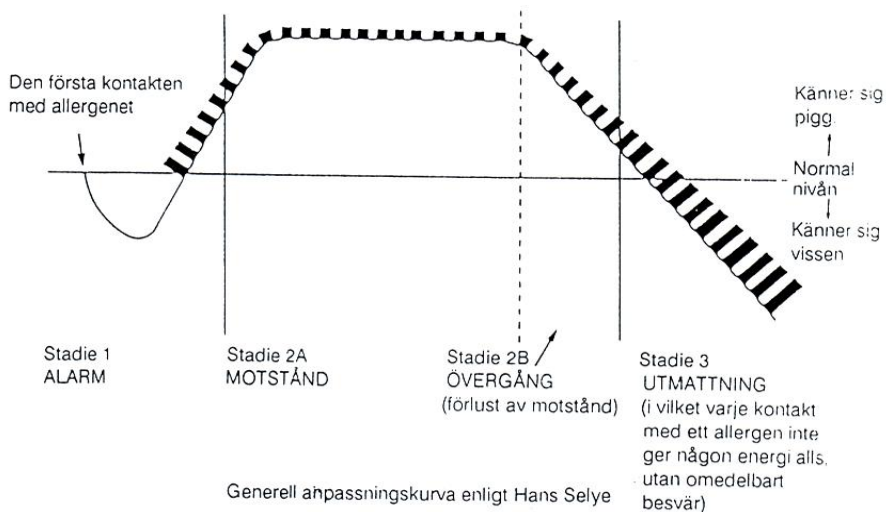 Den första kontakten
med allergenet
Känner sig
pigg
Normal
nivån
Känner sig
vissen
Stadie 1
ALARM
Stadie 2A
MOTSTÅND
Stadie 2B
ÖVERGÅNG
(förlust av motstånd)
Stadie 3
UTMATTNING
(i vilket varje kontakt
med ett allergen inte
ger någon energi alls,
utan omedelbart
besvär)
Generell anpassningskurva enligt Hans Selye